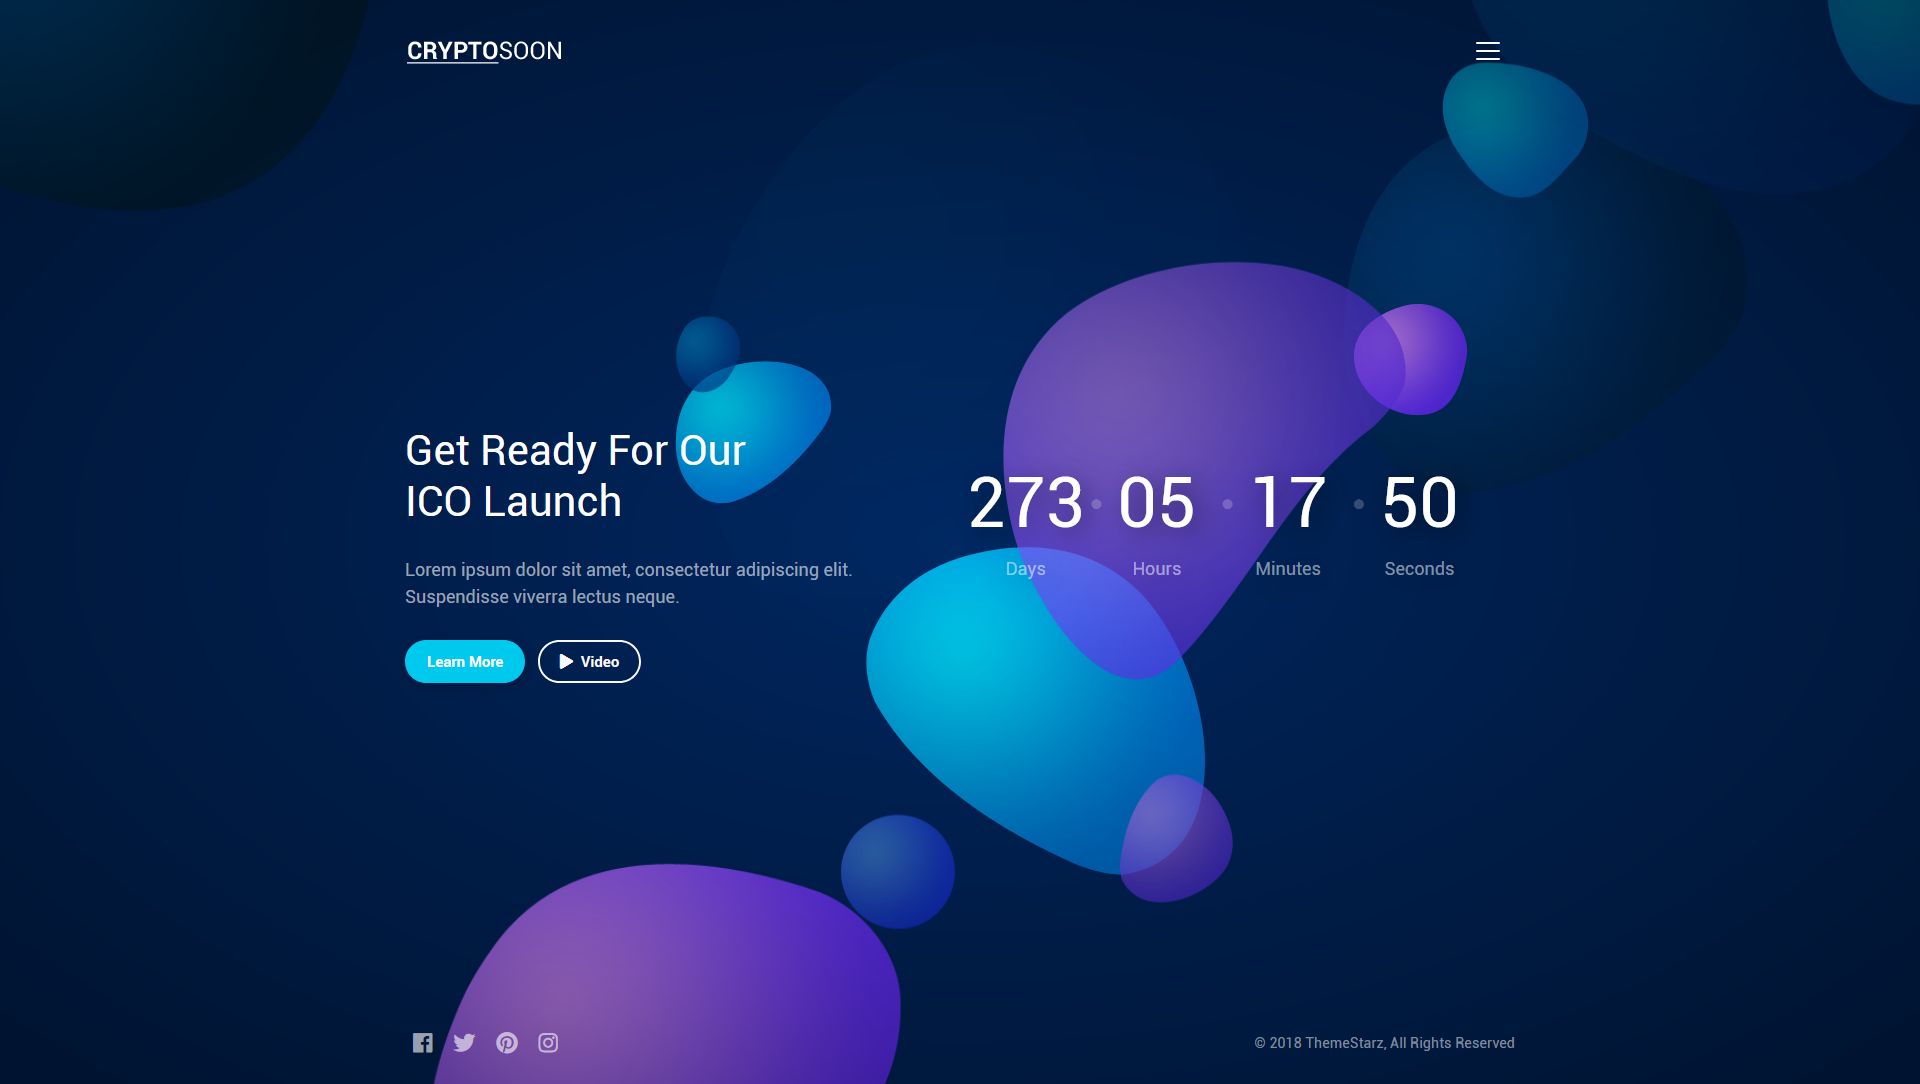 CRYPTOSOON
Get Ready For Our
ICO Launch
Lorem ipsum dolor sit amet, consectetur adipiscing elit.
Suspendisse viverra lectus neque.
Learn More
Video
273 05 17 50
Days Hours Minutes Seconds
© 2018 ThemeStarz, All Rights Reserved